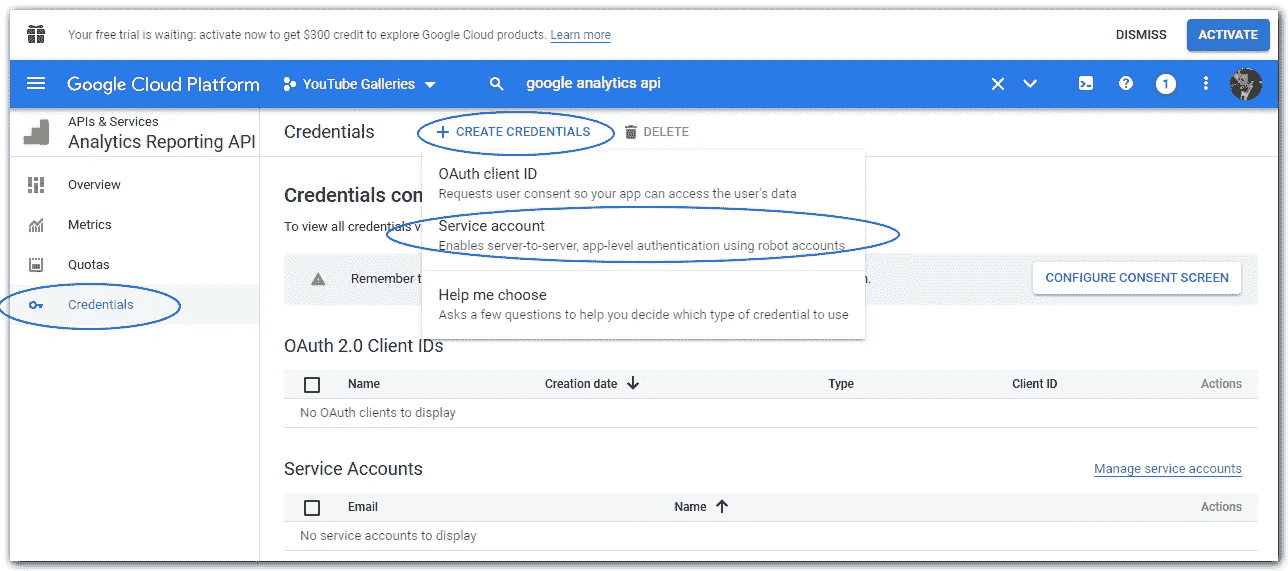 Your free trial is waiting: activate now to get $300 credit to explore Google Cloud products. Learn more
DISMISS
ACTIVATE
Google Cloud Platform
YouTube Galleries
google analytics api
1
APIs & Services
Analytics Reporting API
Credentials
+ CREATE CREDENTIALS
DELETE
Overview
Metrics
Quotas
Credentials
OAuth client ID
Requests user consent so your app can access the user's data
Service account
Enables server-to-server, app-level authentication using robot accounts
Help me choose
Asks a few questions to help you decide which type of credential to use
Credentials
To view all credentials
Remember
CONFIGURE CONSENT SCREEN
OAuth 2.0 Client IDs
Name Creation date Type Client ID Actions
No OAuth clients to display
Service Accounts
Manage service accounts
Email Name Actions
No service accounts to display